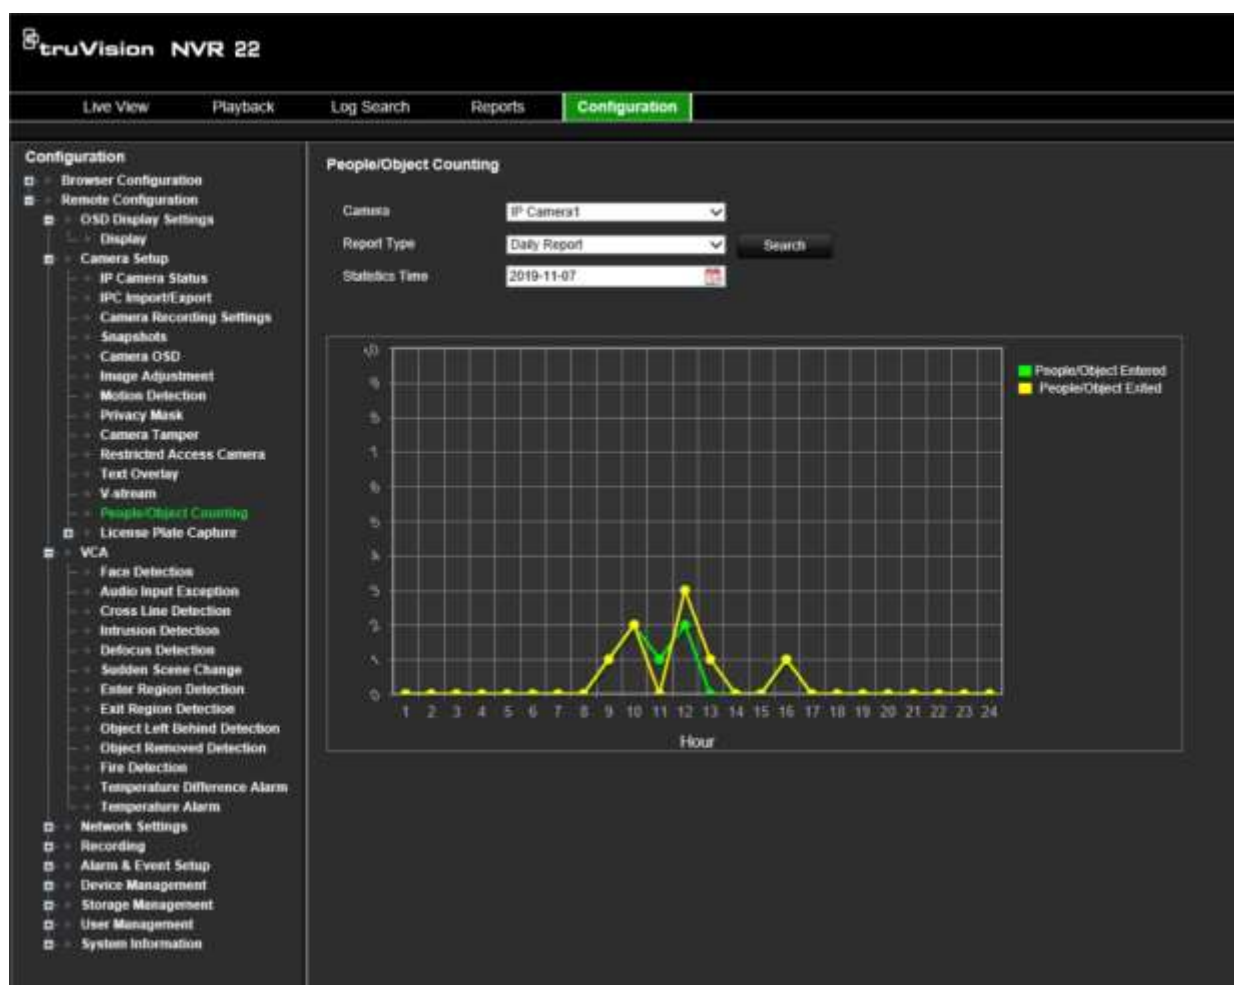 truVision NVR 22
Live View Playback Log Search Reports Configuration
Configuration
Browser Configuration
Remote Configuration
OSD Display Settings
Display
Camera Setup
IP Camera Status
IPC Import/Export
Camera Recording Settings
Snapshots
Camera OSD
Image Adjustment
Motion Detection
Privacy Mask
Camera Tamper
Restricted Access Camera
Text Overlay
V-stream
People/Object Counting
License Plate Capture
VCA
Face Detection
Audio Input Exception
Cross Line Detection
Intrusion Detection
Defocus Detection
Sudden Scene Change
Enter Region Detection
Exit Region Detection
Object Left Behind Detection
Object Removed Detection
Fire Detection
Temperature Difference Alarm
Temperature Alarm
Network Settings
Recording
Alarm & Event Setup
Device Management
Storage Management
User Management
System Information
People/Object Counting
Camera IP Camera1
Report Type Daily Report Search
Statistics Time 2019-11-07
People/Object Entered
People/Object Exited
5
4
3
2
1
0
1 2 3 4 5 6 7 8 9 10 11 12 13 14 15 16 17 18 19 20 21 22 23 24
Hour